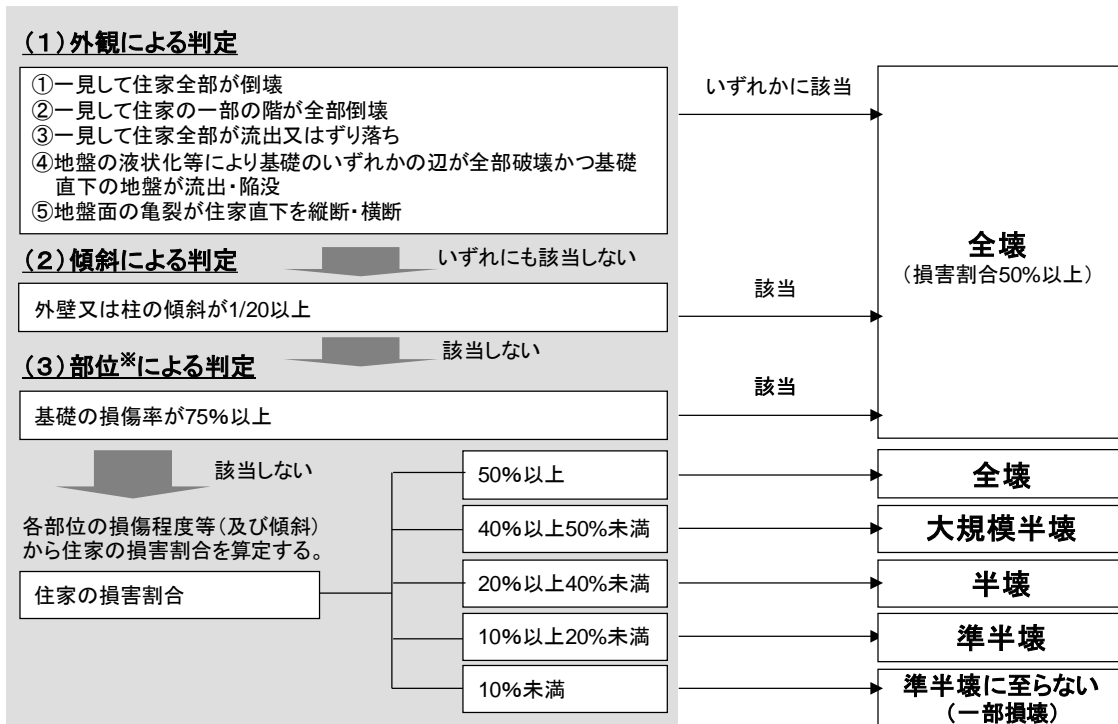 (1)外観による判定
①一見して住家全部が倒壊
②一見して住家の一部の階が全部倒壊
③一見して住家全部が流出又はずり落ち
④地盤の液状化等により基礎のいずれかの辺が全部破壊かつ基礎
直下の地盤が流出・陥没
⑤地盤面の亀裂が住家直下を縦断・横断
いずれかに該当
全壊
(損害割合50%以上)
いずれにも該当しない
(2)傾斜による判定
外壁又は柱の傾斜が1/20以上
該当
該当しない
(3)部位※による判定
基礎の損傷率が75%以上
該当
該当しない
各部位の損傷程度等(及び傾斜)
から住家の損害割合を算定する。
住家の損害割合
50%以上
全壊
40%以上50%未満
大規模半壊
20%以上40%未満
半壊
10%以上20%未満
準半壊
10%未満
準半壊に至らない
(一部損壊)